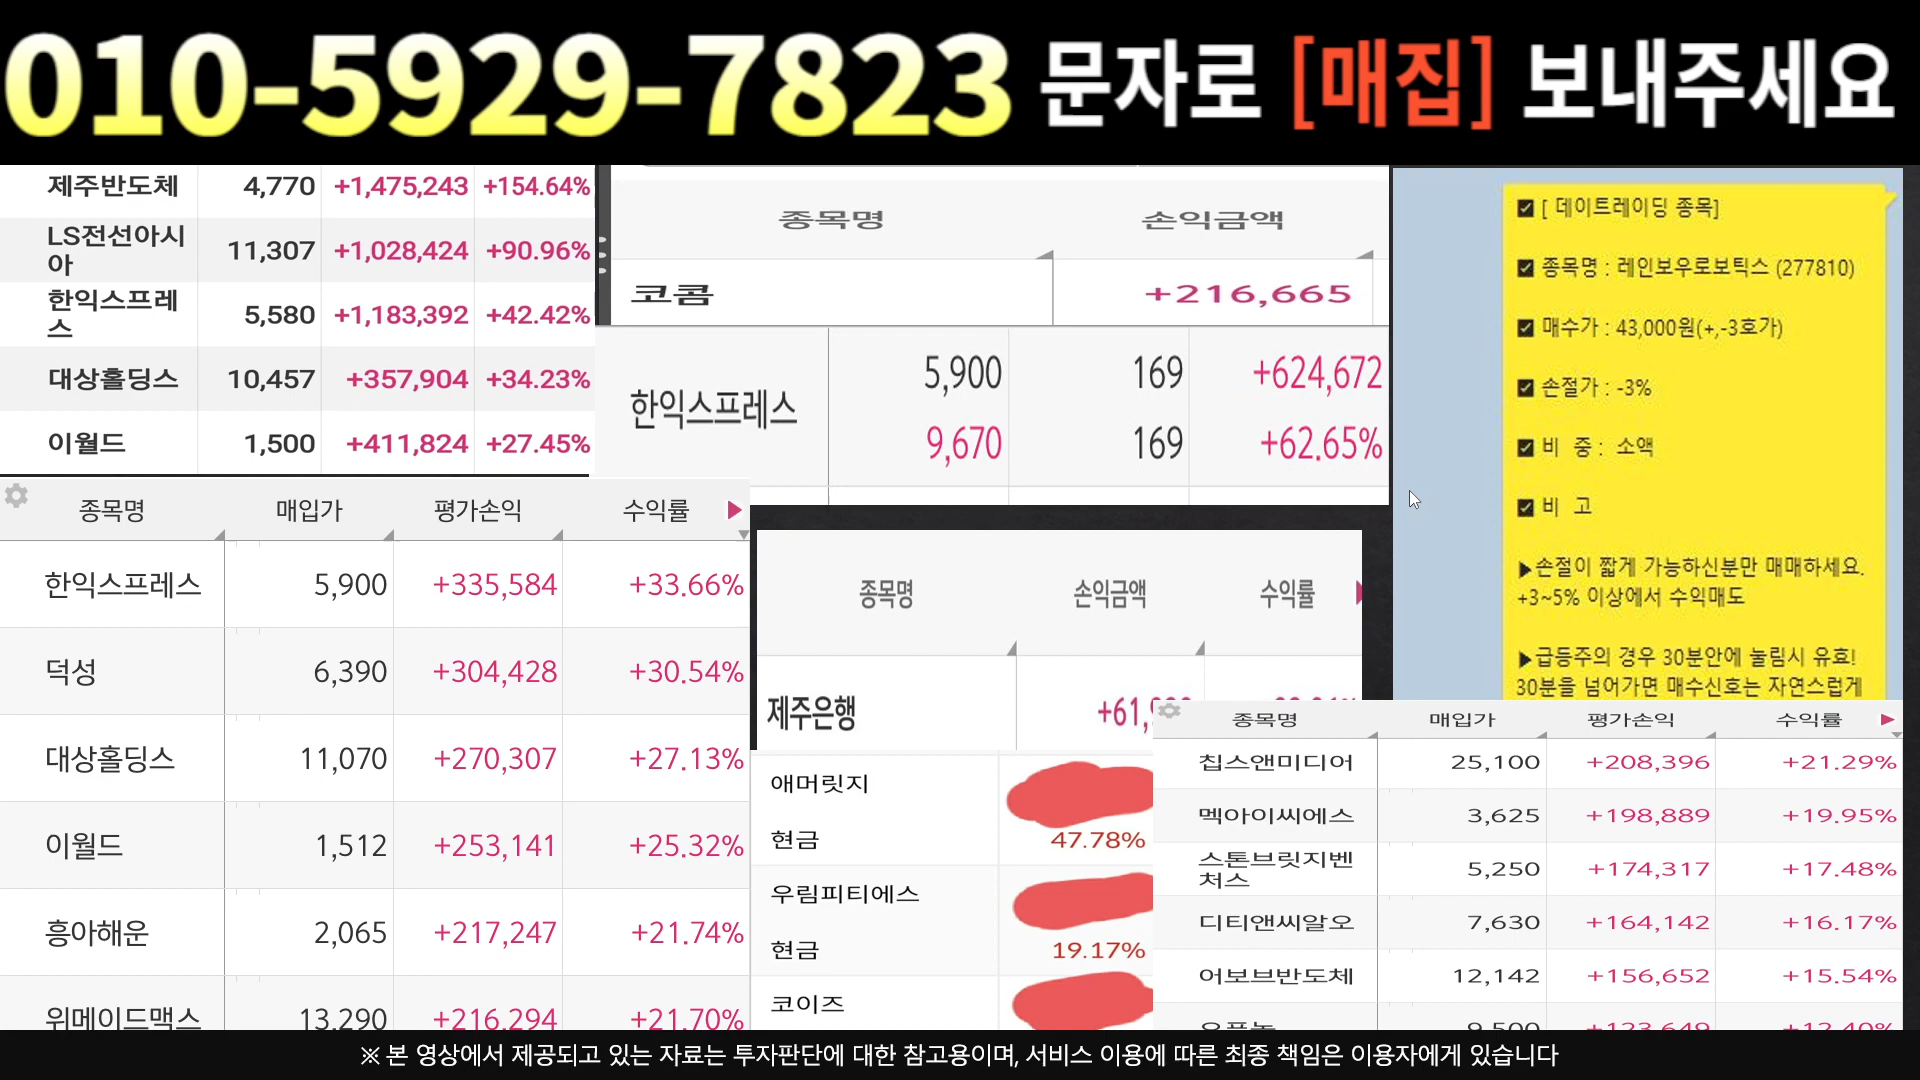 010-5929-7823 문자로 [매집] 보내주세요
제주반도체 4,770 +1,475,243 +154.64%
LS전선아시아 11,307 +1,028,424 +90.96%
한익스프레스 5,580 +1,183,392 +42.42%
대상홀딩스 10,457 +357,904 +34.23%
이월드 1,500 +411,824 +27.45%
종목명 손익금액
코콤 +216,665
한익스프레스 5,900 169 +624,672
9,670 169 +62.65%
[ 데이트레이딩 종목]
종목명 : 레인보우로보틱스 (277810)
매수가 : 43,000원(+,-3호가)
손절가 : -3%
비 중 : 소액
비 고
▶손절이 짧게 가능하신분만 매매하세요.
+3~5% 이상에서 수익매도
▶급등주의 경우 30분안에 눌림시 유효!
30분을 넘어가면 매수신호는 자연스럽게
종목명 매입가 평가손익 수익률
한익스프레스 5,900 +335,584 +33.66%
덕성 6,390 +304,428 +30.54%
대상홀딩스 11,070 +270,307 +27.13%
이월드 1,512 +253,141 +25.32%
흥아해운 2,065 +217,247 +21.74%
위메이드맥스 13,290 +216,294 +21.70%
종목명 손익금액 수익률
제주은행 +61,
애머릿지
현금 47.78%
우림피티에스
현금 19.17%
코이즈
종목명 매입가 평가손익 수익률
칩스앤미디어 25,100 +208,396 +21.29%
멕아이씨에스 3,625 +198,889 +19.95%
스톤브릿지벤처스 5,250 +174,317 +17.48%
디티앤씨알오 7,630 +164,142 +16.17%
어보브반도체 12,142 +156,652 +15.54%
9,500 +123,649 +12.40%
※ 본 영상에서 제공되고 있는 자료는 투자판단에 대한 참고용이며, 서비스 이용에 따른 최종 책임은 이용자에게 있습니다